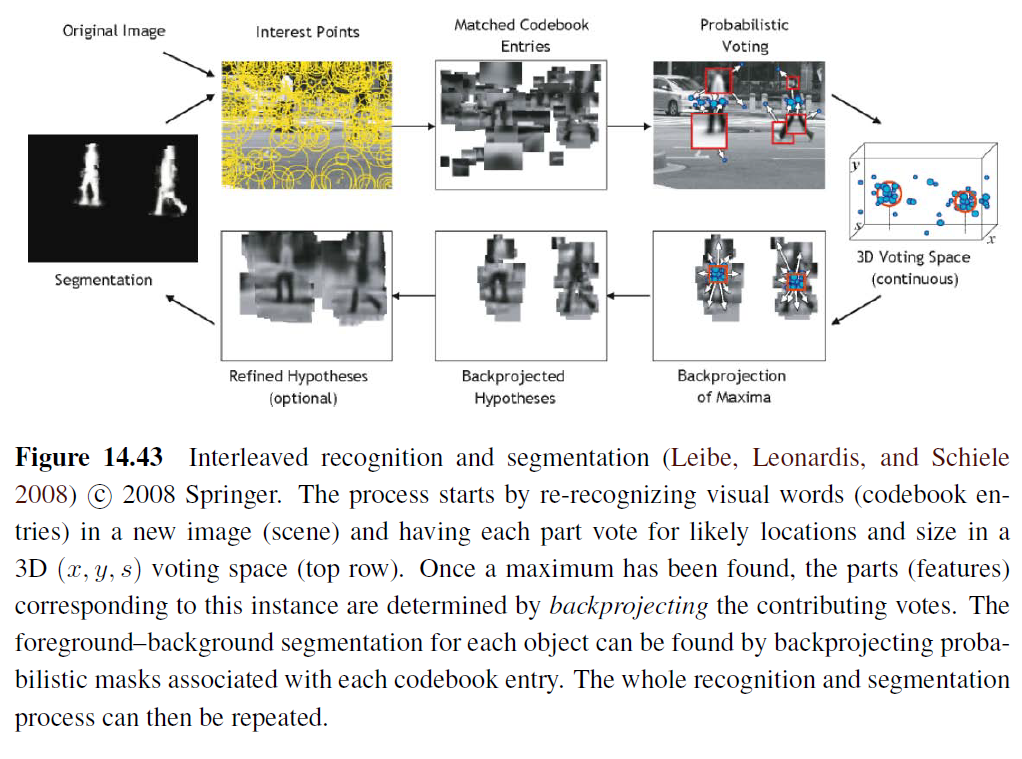 Original Image
Interest Points
Matched Codebook
Entries
Probabilistic
Voting
y
s
x
3D Voting Space
(continuous)
Segmentation
Refined Hypotheses
(optional)
Backprojected
Hypotheses
Backprojection
of Maxima
Figure 14.43 Interleaved recognition and segmentation (Leibe, Leonardis, and Schiele
2008) © 2008 Springer. The process starts by re-recognizing visual words (codebook en-
tries) in a new image (scene) and having each part vote for likely locations and size in a
3D (x, y, s) voting space (top row). Once a maximum has been found, the parts (features)
corresponding to this instance are determined by backprojecting the contributing votes. The
foreground–background segmentation for each object can be found by backprojecting proba-
bilistic masks associated with each codebook entry. The whole recognition and segmentation
process can then be repeated.